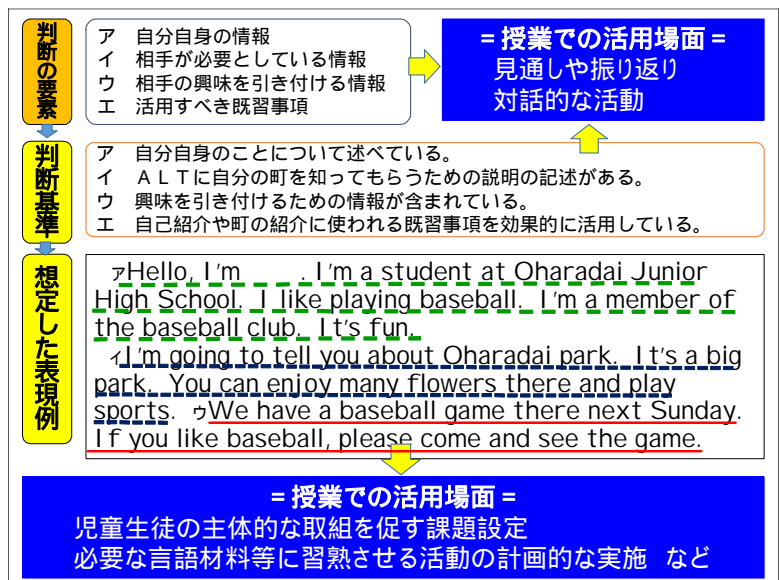 判断の要素
ア 自分自身の情報
イ 相手が必要としている情報
ウ 相手の興味を引き付ける情報
エ 活用すべき既習事項
=授業での活用場面=
見通しや振り返り
対話的な活動
判断基準
ア 自分自身のことについて述べている。
イ ALTに自分の町を知ってもらうための説明の記述がある。
ウ 興味を引き付けるための情報が含まれている。
エ 自己紹介や町の紹介に使われる既習事項を効果的に活用している。
想定した表現例
アHello, I'm . I'm a student at Oharadai Junior
High School. I like playing baseball. I'm a member of
the baseball club. It's fun.
イI'm going to tell you about Oharadai park. It's a big
park. You can enjoy many flowers there and play
sports. ウWe have a baseball game there next Sunday.
If you like baseball, please come and see the game.
=授業での活用場面=
児童生徒の主体的な取組を促す課題設定
必要な言語材料等に習熟させる活動の計画的な実施 など